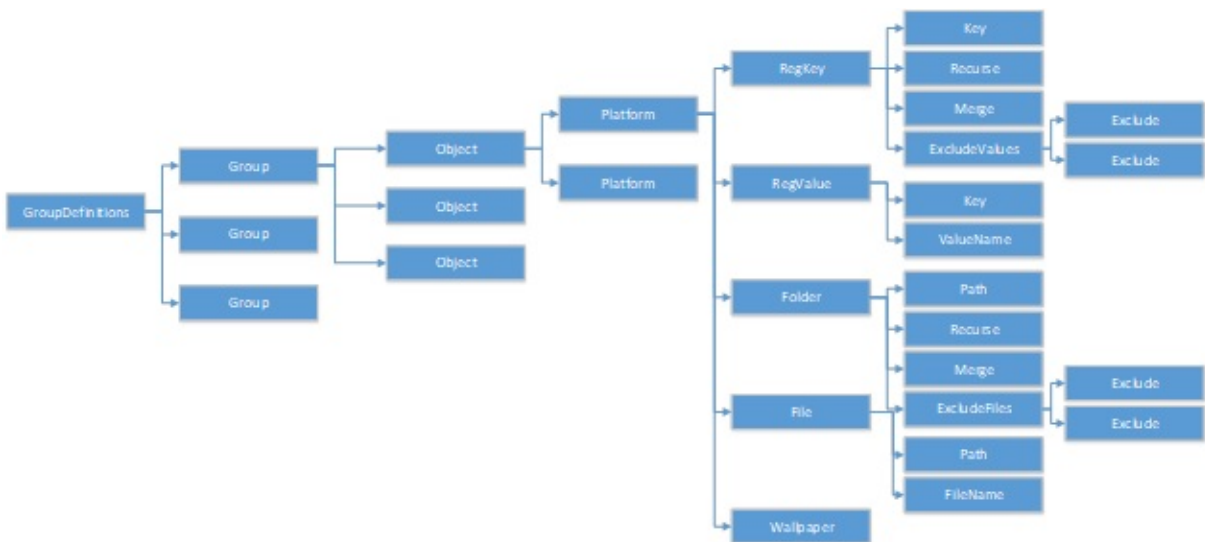 GroupDefinitions
Group
Group
Group
Object
Object
Object
Platform
Platform
RegKey
RegValue
Folder
File
Wallpaper
Key
Recurse
Merge
ExcludeValues
Key
ValueName
Path
Recurse
Merge
ExcludeFiles
Path
FileName
Exclude
Exclude
Exclude
Exclude